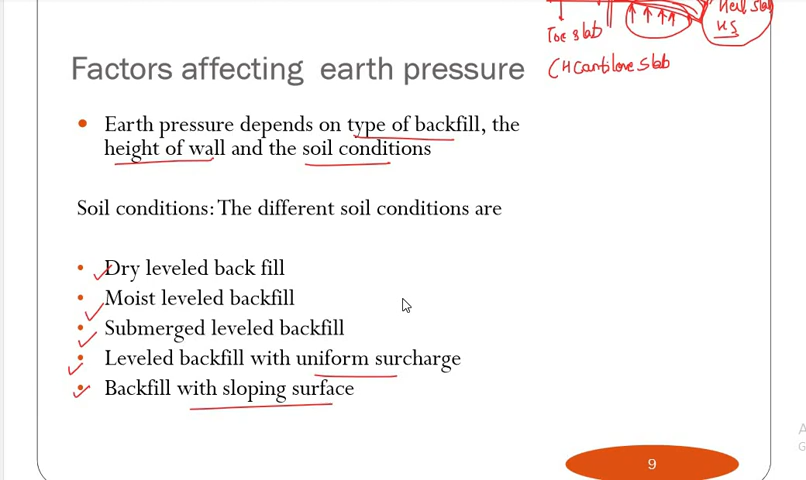 Heel Slab
HS
Toe slab
Factors affecting earth pressure
Earth pressure depends on type of backfill, the
height of wall and the soil conditions
Soil conditions: The different soil conditions are
Dry leveled back fill
Moist leveled backfill
Submerged leveled backfill
Leveled backfill with uniform surcharge
Backfill with sloping surface
9
A
G